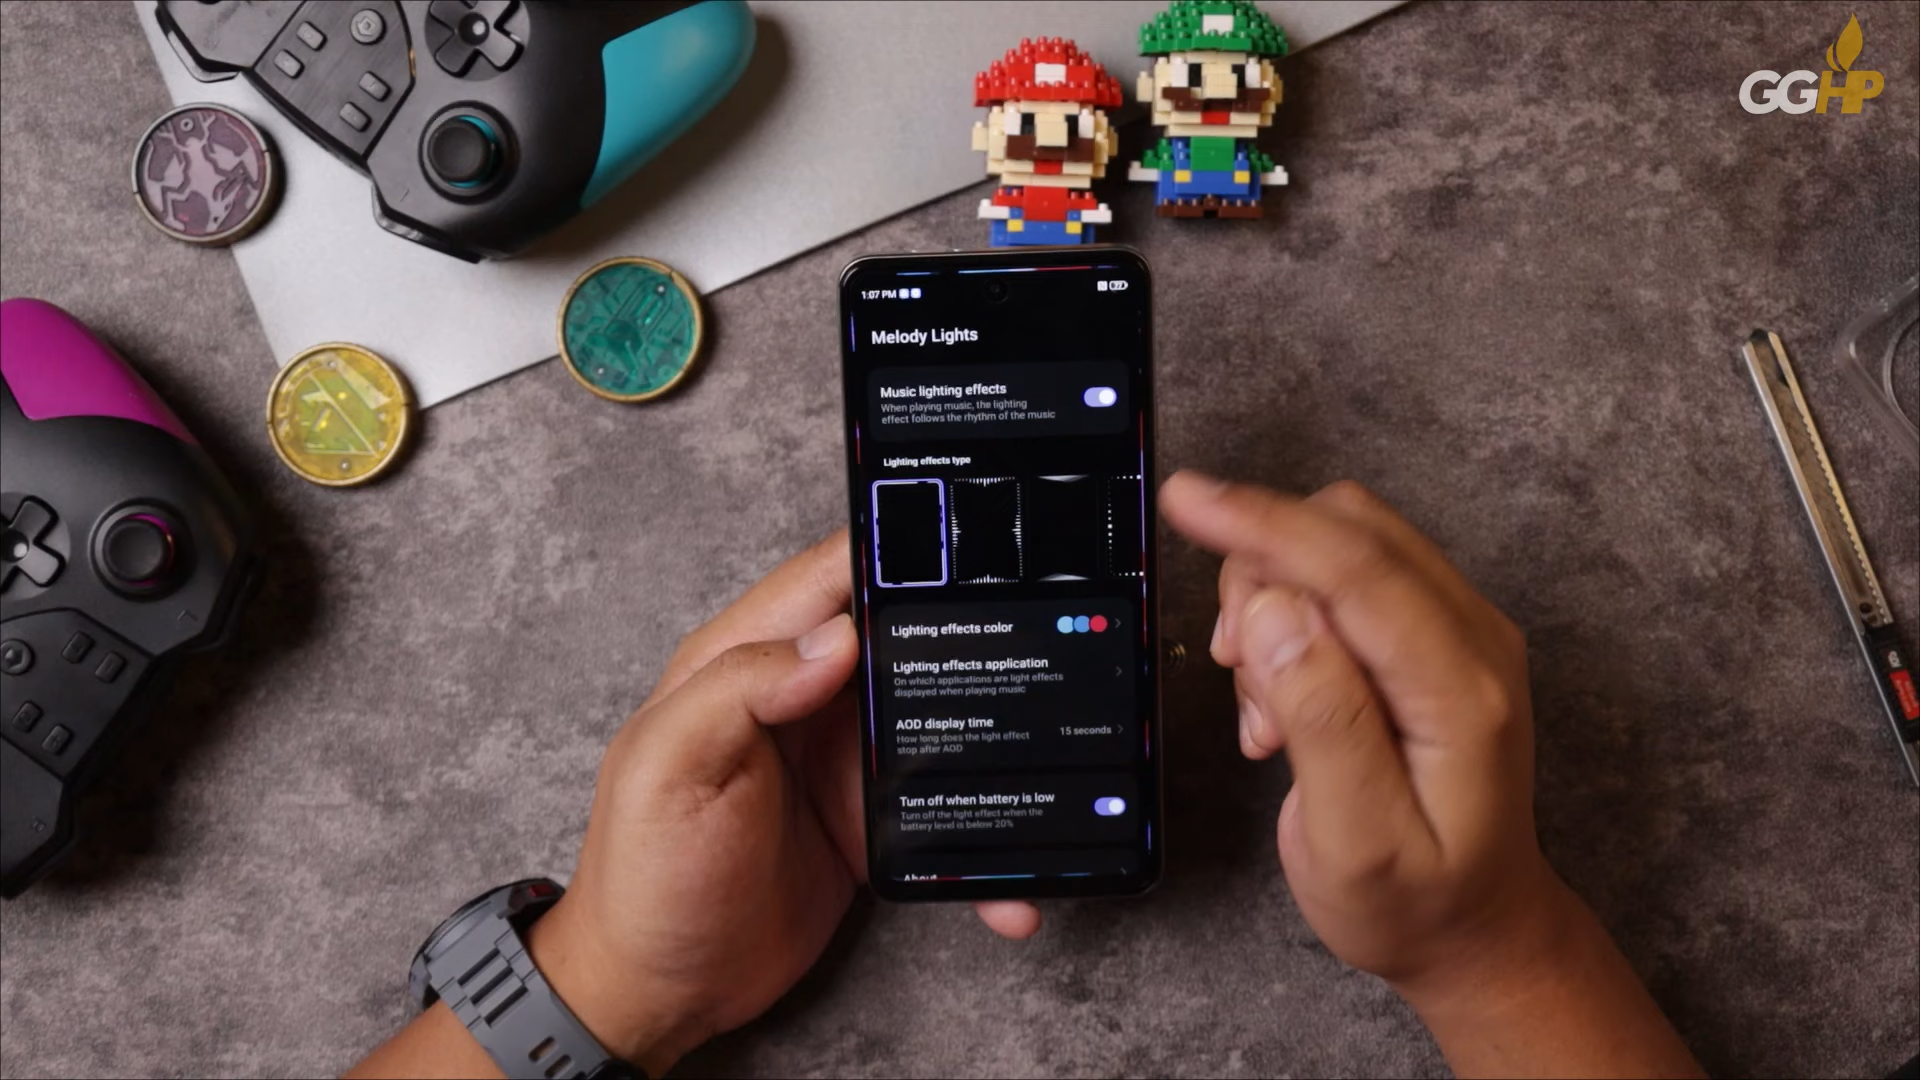 GGHP
1:07 PM
Melody Lights
Music lighting effects
When playing music, the lighting
effect follows the rhythm of the music
Lighting effects type
Lighting effects color
Lighting effects application
On which applications are light effects
displayed when playing music
AOD display time
How long does the light effect
stop after AOD
15 seconds
Turn off when battery is low
Turn off the light effect when the
battery level is below 20%
About